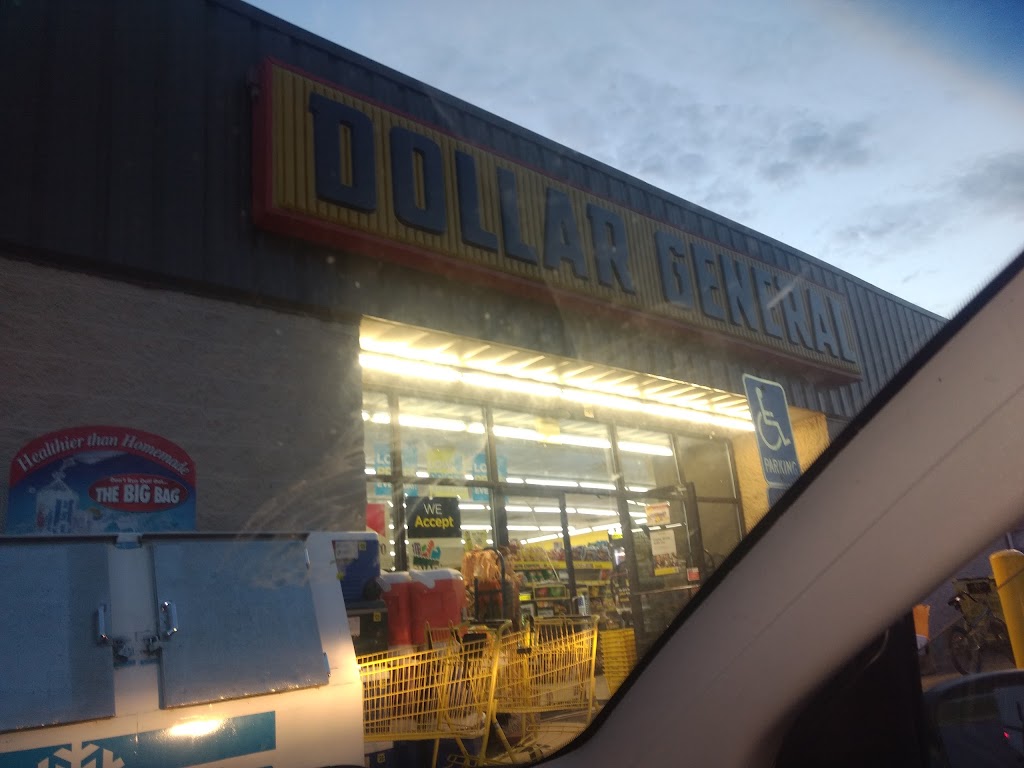 DOLLAR GENERAL
PARKING
Healthier than Homemade
THE BIG BAG
WE
Accept